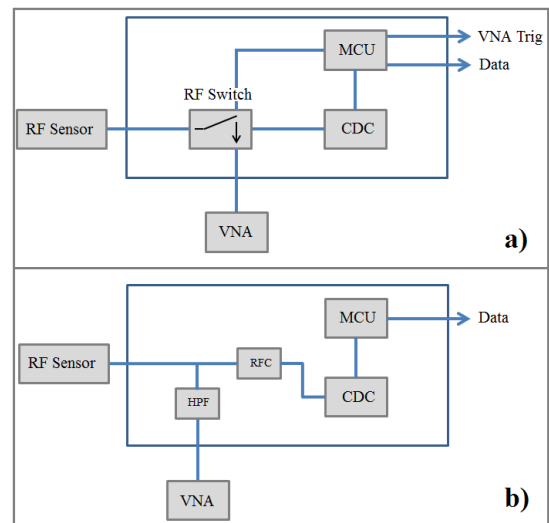 VNA Trig
MCU
Data
RF Switch
RF Sensor
CDC
VNA
a)
MCU
Data
RF Sensor
RFC
HPF
CDC
VNA
b)